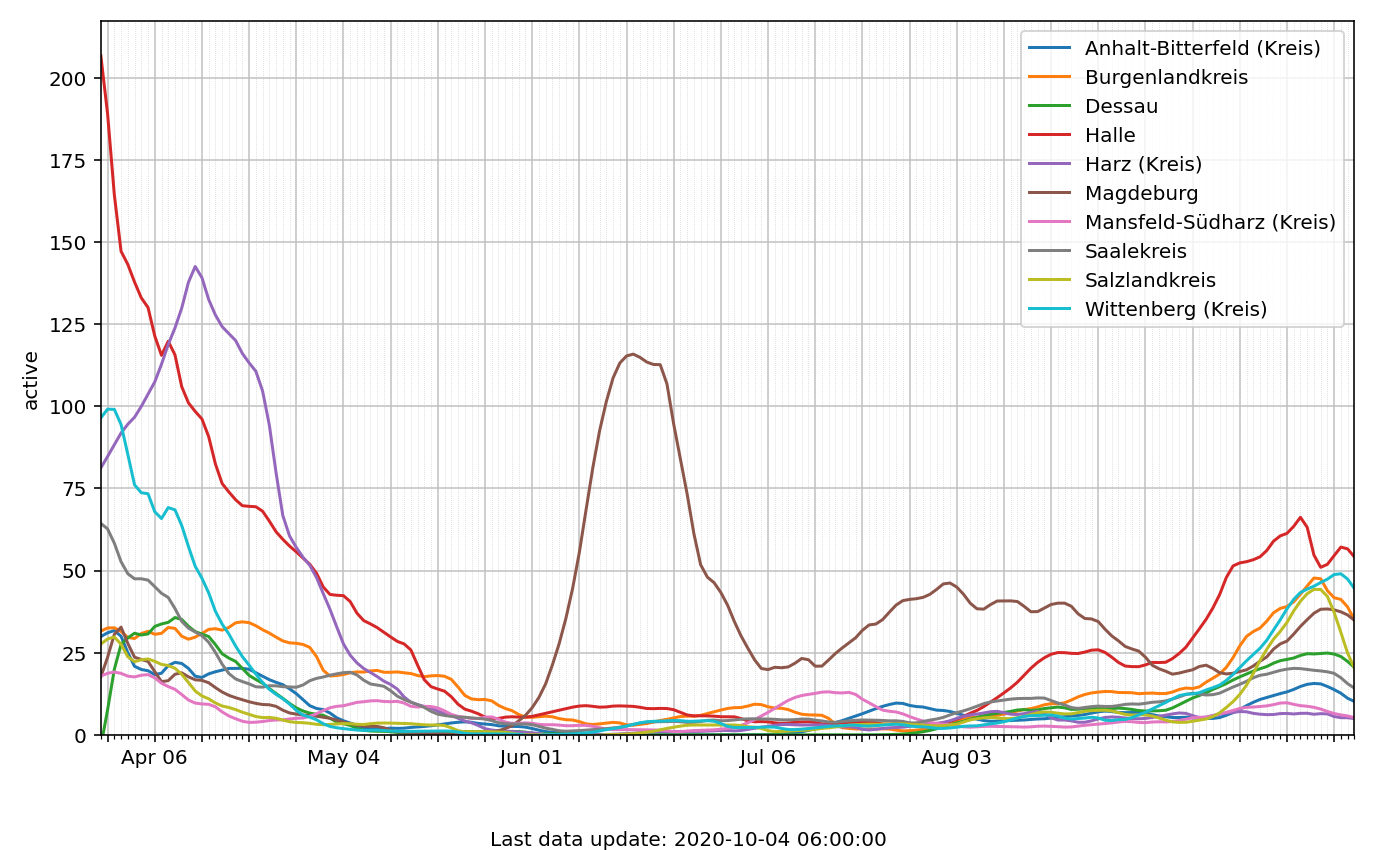 200
175
150
125
100
75
50
25
0
active
Anhalt-Bitterfeld (Kreis)
Burgenlandkreis
Dessau
Halle
Harz (Kreis)
Magdeburg
Mansfeld-Südharz (Kreis)
Saalekreis
Salzlandkreis
Wittenberg (Kreis)
Apr 06 May 04 Jun 01 Jul 06 Aug 03
Last data update: 2020-10-04 06:00:00